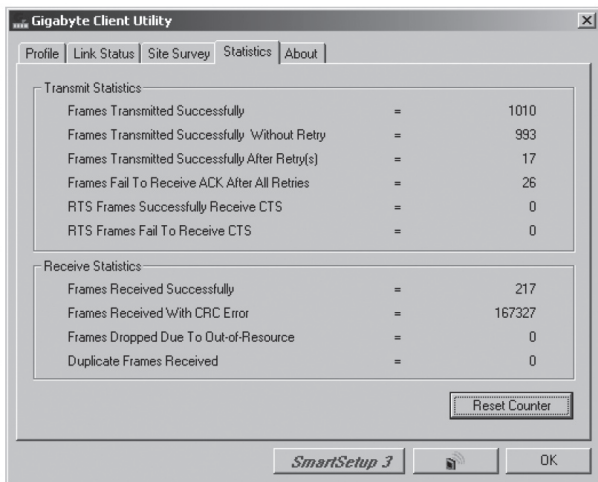 Gigabyte Client Utility
Profile Link Status Site Survey Statistics About
Transmit Statistics
Frames Transmitted Successfully = 1010
Frames Transmitted Successfully Without Retry = 993
Frames Transmitted Successfully After Retry(s) = 17
Frames Fail To Receive ACK After All Retries = 26
RTS Frames Successfully Receive CTS = 0
RTS Frames Fail To Receive CTS = 0
Receive Statistics
Frames Received Successfully = 217
Frames Received With CRC Error = 167327
Frames Dropped Due To Out-of-Resource = 0
Duplicate Frames Received = 0
Reset Counter
SmartSetup 3 OK